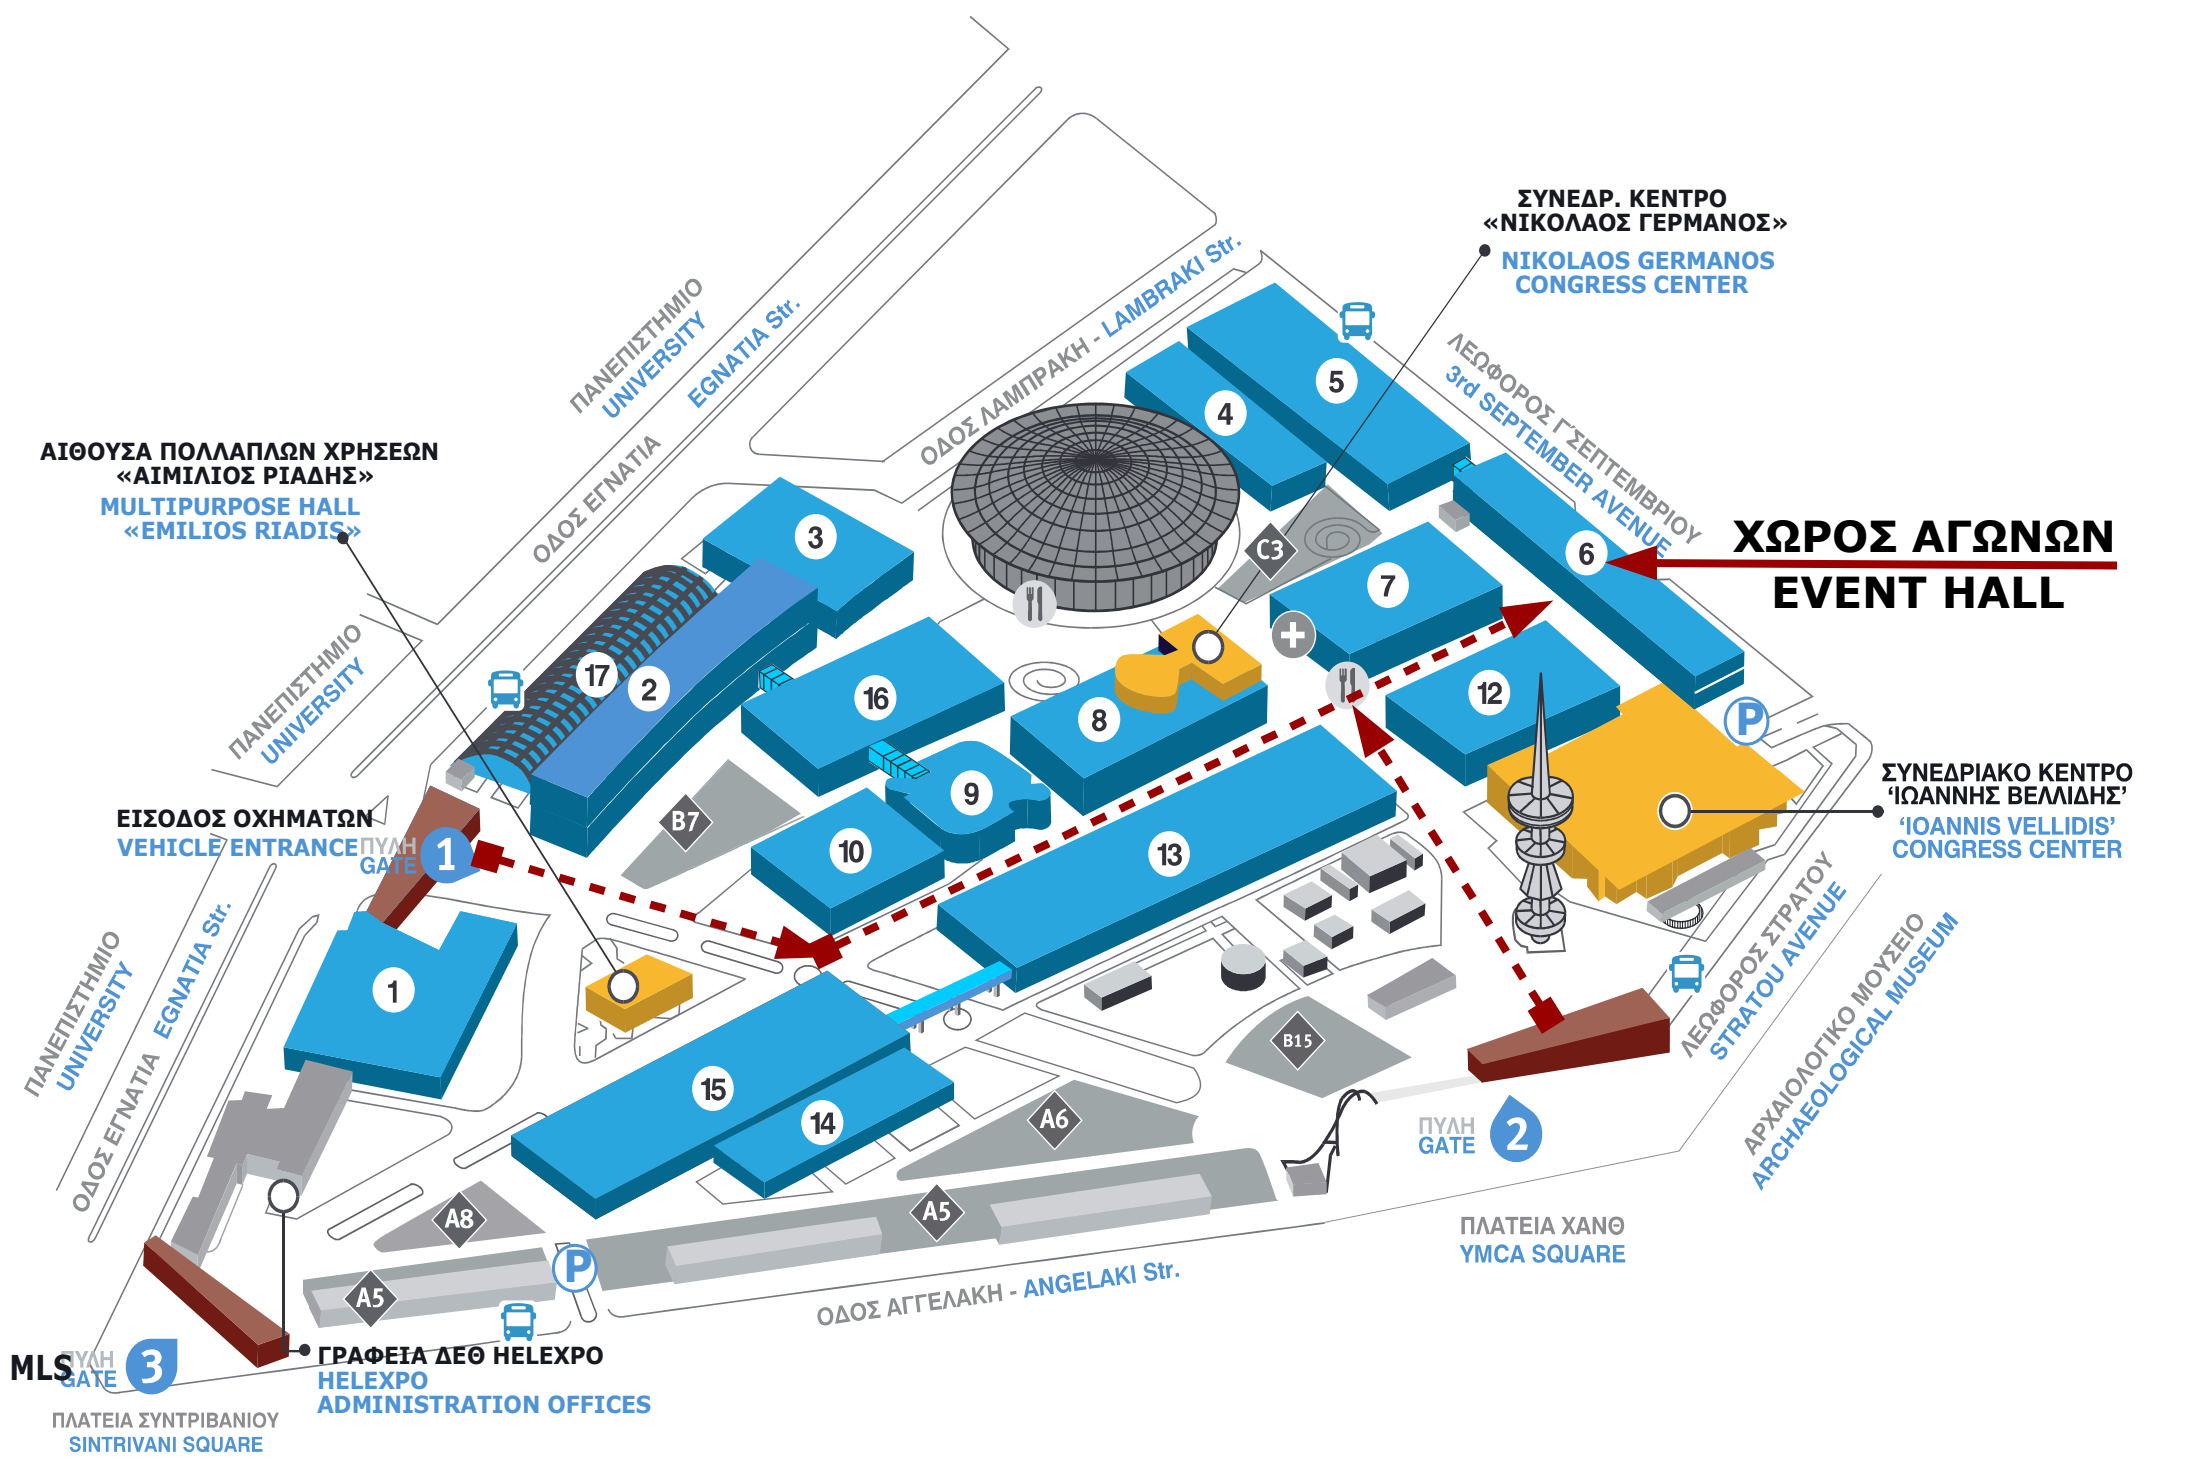 ΣΥΝΕΔΡ. ΚΕΝΤΡΟ
«ΝΙΚΟΛΑΟΣ ΓΕΡΜΑΝΟΣ»
NIKOLAOS GERMANOS
CONGRESS CENTER
ΠΑΝΕΠΙΣΤΗΜΙΟ
UNIVERSITY
EGNATIA Str.
ΟΔΟΣ ΕΓΝΑΤΙΑ
ΟΔΟΣ ΛΑΜΠΡΑΚΗ - LAMBRAKI Str.
ΛΕΩΦΟΡΟΣ Γ΄ΣΕΠΤΕΜΒΡΙΟΥ
3rd SEPTEMBER AVENUE
5
4
ΑΙΘΟΥΣΑ ΠΟΛΛΑΠΛΩΝ ΧΡΗΣΕΩΝ
«ΑΙΜΙΛΙΟΣ ΡΙΑΔΗΣ»
MULTIPURPOSE HALL
«EMILIOS RIADIS»
3
C3
7
6
ΧΩΡΟΣ ΑΓΩΝΩΝ
EVENT HALL
ΠΑΝΕΠΙΣΤΗΜΙΟ
UNIVERSITY
17
2
16
8
12
P
ΣΥΝΕΔΡΙΑΚΟ ΚΕΝΤΡΟ
‘ΙΩΑΝΝΗΣ ΒΕΛΛΙΔΗΣ’
‘IOANNIS VELLIDIS’
CONGRESS CENTER
ΕΙΣΟΔΟΣ ΟΧΗΜΑΤΩΝ
VEHICLE ENTRANCE
ΠΥΛΗ
GATE
1
B7
9
10
13
ΠΑΝΕΠΙΣΤΗΜΙΟ
UNIVERSITY
ΟΔΟΣ ΕΓΝΑΤΙΑ EGNATIA Str.
1
15
14
B15
A6
ΛΕΩΦΟΡΟΣ ΣΤΡΑΤΟΥ
STRATOU AVENUE
ΑΡΧΑΙΟΛΟΓΙΚΟ ΜΟΥΣΕΙΟ
ARCHAEOLOGICAL MUSEUM
ΠΥΛΗ
GATE
2
A8
A5
A5
P
ΠΛΑΤΕΙΑ ΧΑΝΘ
YMCA SQUARE
ΟΔΟΣ ΑΓΓΕΛΑΚΗ - ANGELAKI Str.
MLS
ΠΥΛΗ
GATE
3
ΓΡΑΦΕΙΑ ΔΕΘ HELEXPO
HELEXPO
ADMINISTRATION OFFICES
ΠΛΑΤΕΙΑ ΣΥΝΤΡΙΒΑΝΙΟΥ
SINTRIVANI SQUARE